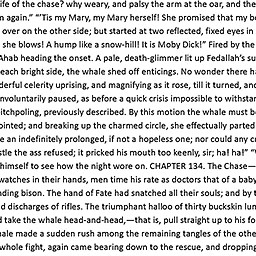 ife of the chase? why weary, and palsy the arm at the oar, and the
m again.” “’Tis my Mary, my Mary herself! She promised that my b
over on the other side; but started at two reflected, fixed eyes in
she blows! A hump like a snow-hill! It is Moby Dick!” Fired by the
Ahab heading the onset. A pale, death-glimmer lit up Fedallah’s su
each bright side, the whale shed off enticings. No wonder there ha
derful celerity uprising, and magnifying as it rose, till it turned, and
nvoluntarily paused, as before a quick crisis impossible to withstan
pitchpoling, previously described. By this motion the whale must be
ointed; and breaking up the charmed circle, she effectually parted
e an indefinitely prolonged, if not a hopeless one; nor could any c
stle the ass refused; it pricked his mouth too keenly, sir; ha! ha!” “
himself to see how the night wore on. CHAPTER 134. The Chase—
watches in their hands, men time his rate as doctors that of a baby
nding bison. The hand of Fate had snatched all their souls; and by t
d discharges of rifles. The triumphant halloo of thirty buckskin lun
d take the whale head-and-head,—that is, pull straight up to his fo
hale made a sudden rush among the remaining tangles of the othe
whole fight, again came bearing down to the rescue, and dropping